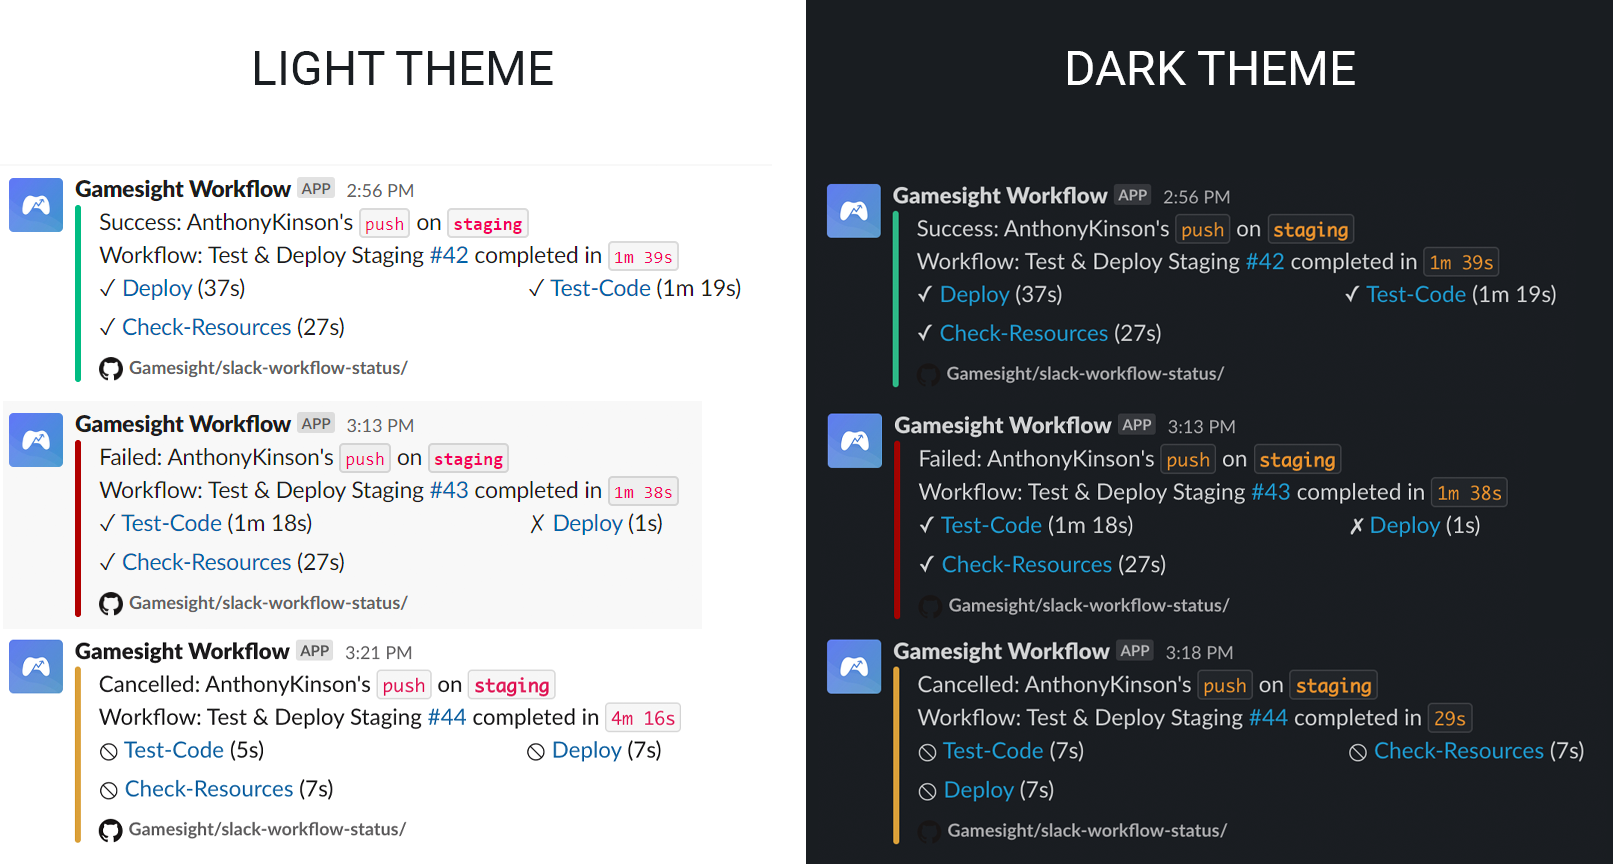 LIGHT THEME
Gamesight Workflow APP 2:56 PM
Success: AnthonyKinson's push on staging
Workflow: Test & Deploy Staging #42 completed in 1m 39s
✓ Deploy (37s) ✓ Test-Code (1m 19s)
✓ Check-Resources (27s)
Gamesight/slack-workflow-status/
Gamesight Workflow APP 3:13 PM
Failed: AnthonyKinson's push on staging
Workflow: Test & Deploy Staging #43 completed in 1m 38s
✓ Test-Code (1m 18s) ✗ Deploy (1s)
✓ Check-Resources (27s)
Gamesight/slack-workflow-status/
Gamesight Workflow APP 3:21 PM
Cancelled: AnthonyKinson's push on staging
Workflow: Test & Deploy Staging #44 completed in 4m 16s
Test-Code (5s) Deploy (7s)
Check-Resources (7s)
Gamesight/slack-workflow-status/
DARK THEME
Gamesight Workflow APP 2:56 PM
Success: AnthonyKinson's push on staging
Workflow: Test & Deploy Staging #42 completed in 1m 39s
✓ Deploy (37s) ✓ Test-Code (1m 19s)
✓ Check-Resources (27s)
Gamesight/slack-workflow-status/
Gamesight Workflow APP 3:13 PM
Failed: AnthonyKinson's push on staging
Workflow: Test & Deploy Staging #43 completed in 1m 38s
✓ Test-Code (1m 18s) ✗ Deploy (1s)
✓ Check-Resources (27s)
Gamesight/slack-workflow-status/
Gamesight Workflow APP 3:18 PM
Cancelled: AnthonyKinson's push on staging
Workflow: Test & Deploy Staging #44 completed in 29s
Test-Code (7s) Check-Resources (7s)
Deploy (7s)
Gamesight/slack-workflow-status/